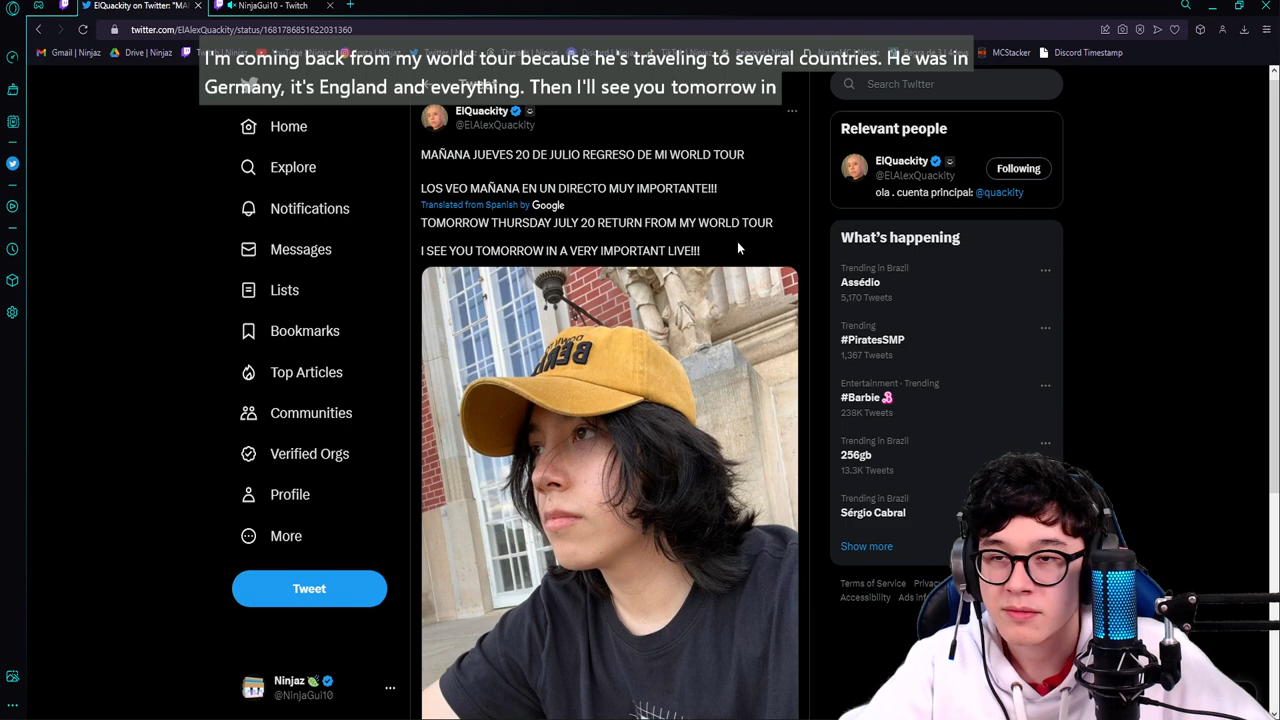 ElQuackity on Twitter: "MA
NinjaGui10 - Twitch
twitter.com/ElAlexQuackity/status/1681786851622031360
Gmail | Ninjaz
Drive | Ninjaz
MCStacker
Discord Timestamp
I'm coming back from my world tour because he's traveling to several countries. He was in
Germany, it's England and everything. Then I'll see you tomorrow in
Home
Explore
Notifications
Messages
Lists
Bookmarks
Top Articles
Communities
Verified Orgs
Profile
More
Tweet
Ninjaz
@NinjaGui10
ElQuackity
@ElAlexQuackity
MAÑANA JUEVES 20 DE JULIO REGRESO DE MI WORLD TOUR
LOS VEO MAÑANA EN UN DIRECTO MUY IMPORTANTE!!!
Translated from Spanish by Google
TOMORROW THURSDAY JULY 20 RETURN FROM MY WORLD TOUR
I SEE YOU TOMORROW IN A VERY IMPORTANT LIVE!!!
Search Twitter
Relevant people
ElQuackity
@ElAlexQuackity
Following
ola . cuenta principal: @quackity
What's happening
Trending in Brazil
Assédio
5,170 Tweets
Trending
#PiratesSMP
1,367 Tweets
Entertainment · Trending
#Barbie
238K Tweets
Trending in Brazil
256gb
13.3K Tweets
Trending in Brazil
Sérgio Cabral
Show more
Terms of Service
Accessibility